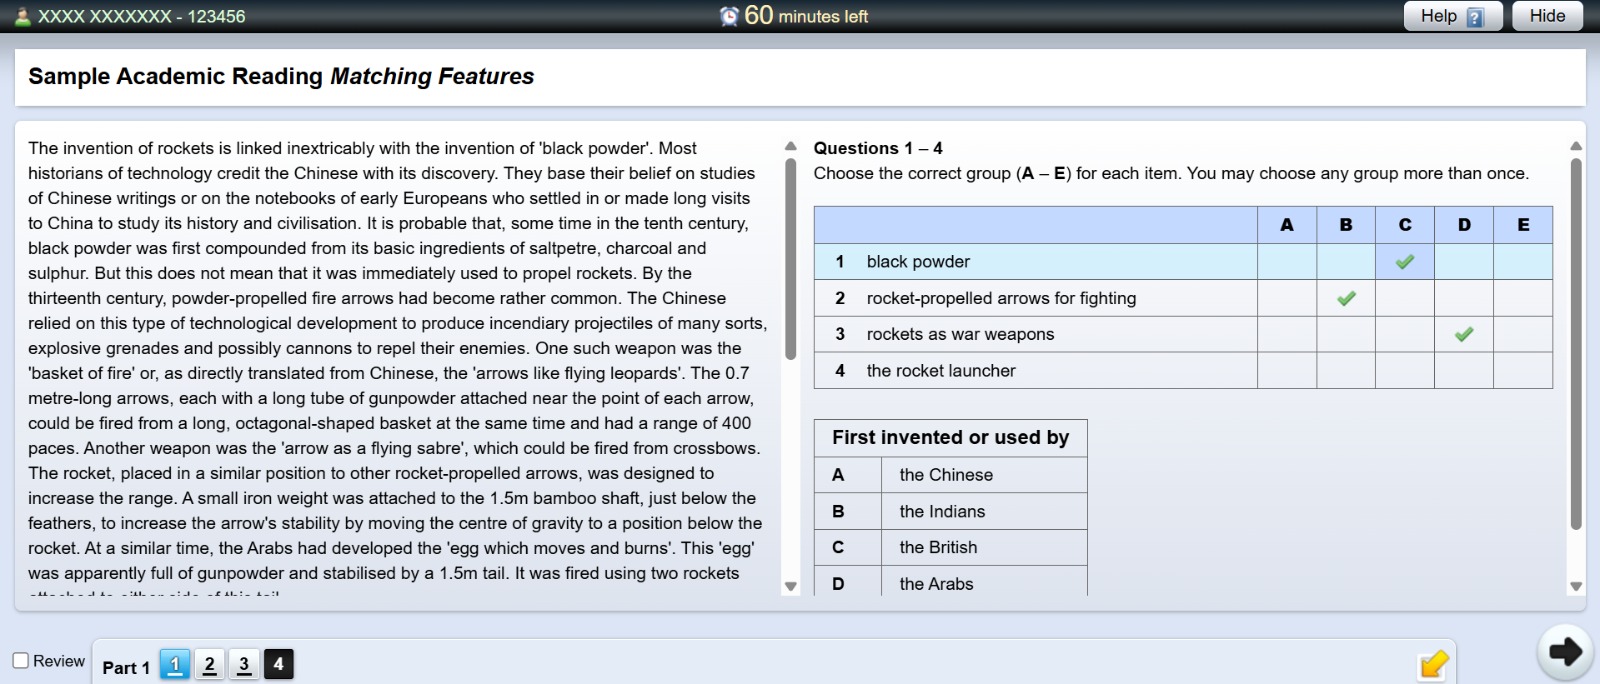 XXXX XXXXXXX - 123456
60 minutes left
Help ?
Hide
Sample Academic Reading Matching Features
The invention of rockets is linked inextricably with the invention of 'black powder'. Most
historians of technology credit the Chinese with its discovery. They base their belief on studies
of Chinese writings or on the notebooks of early Europeans who settled in or made long visits
to China to study its history and civilisation. It is probable that, some time in the tenth century,
black powder was first compounded from its basic ingredients of saltpetre, charcoal and
sulphur. But this does not mean that it was immediately used to propel rockets. By the
thirteenth century, powder-propelled fire arrows had become rather common. The Chinese
relied on this type of technological development to produce incendiary projectiles of many sorts,
explosive grenades and possibly cannons to repel their enemies. One such weapon was the
'basket of fire' or, as directly translated from Chinese, the 'arrows like flying leopards'. The 0.7
metre-long arrows, each with a long tube of gunpowder attached near the point of each arrow,
could be fired from a long, octagonal-shaped basket at the same time and had a range of 400
paces. Another weapon was the 'arrow as a flying sabre', which could be fired from crossbows.
The rocket, placed in a similar position to other rocket-propelled arrows, was designed to
increase the range. A small iron weight was attached to the 1.5m bamboo shaft, just below the
feathers, to increase the arrow's stability by moving the centre of gravity to a position below the
rocket. At a similar time, the Arabs had developed the 'egg which moves and burns'. This 'egg'
was apparently full of gunpowder and stabilised by a 1.5m tail. It was fired using two rockets
attached to either side of this tail.
Questions 1 – 4
Choose the correct group (A – E) for each item. You may choose any group more than once.
A B C D E
1 black powder
2 rocket-propelled arrows for fighting
3 rockets as war weapons
4 the rocket launcher
First invented or used by
A the Chinese
B the Indians
C the British
D the Arabs
Review
Part 1 1 2 3 4